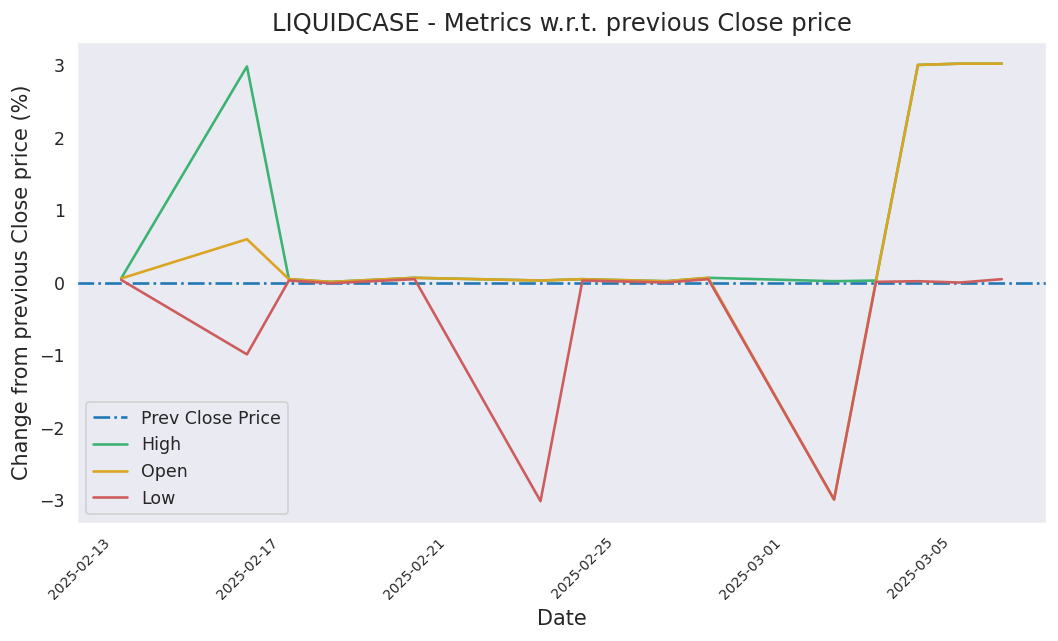 LIQUIDCASE - Metrics w.r.t. previous Close price
Change from previous Close price (%)
3
2
1
0
−1
−2
−3
Prev Close Price
High
Open
Low
2025-02-13
2025-02-17
2025-02-21
2025-02-25
2025-03-01
2025-03-05
Date